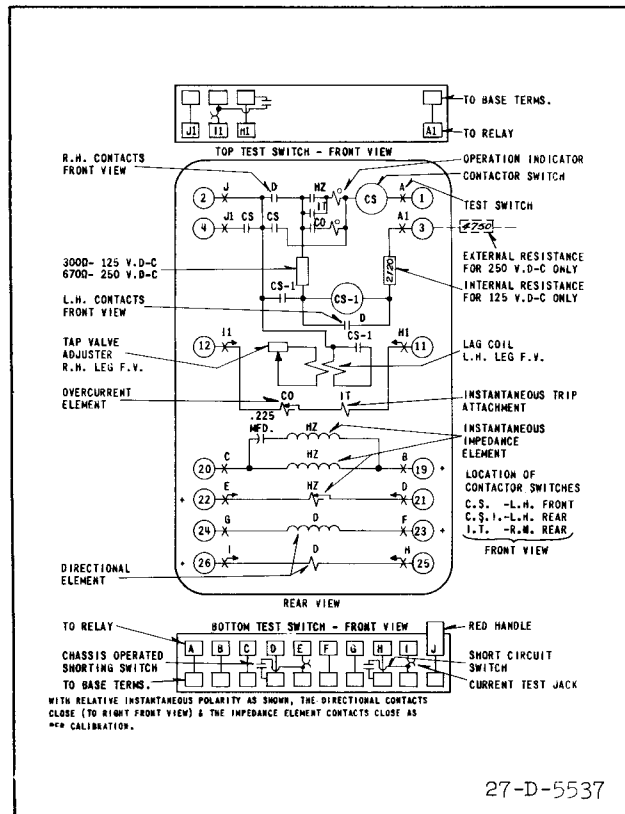 TO BASE TERMS.
J1 I1 H1 A1
TO RELAY
TOP TEST SWITCH - FRONT VIEW
R.H. CONTACTS
FRONT VIEW
OPERATION INDICATOR
CONTACTOR SWITCH
TEST SWITCH
2 J D HZ IT CS A 1
4 J1 CS CS CO A1 3
4750
EXTERNAL RESISTANCE
FOR 250 V.D-C ONLY
300Ω- 125 V.D-C
670Ω- 250 V.D-C
2720
INTERNAL RESISTANCE
FOR 125 V.D-C ONLY
CS-1 CS-1
L.H. CONTACTS
FRONT VIEW
D
CS-1
12 I1 H1 11
TAP VALVE
ADJUSTER
R.H. LEG F.V.
LAG COIL
L.H. LEG F.V.
OVERCURRENT
ELEMENT
CO IT
INSTANTANEOUS TRIP
ATTACHMENT
.225
MFD.
HZ
INSTANTANEOUS
IMPEDANCE
ELEMENT
20 C HZ B 19 +
+ 22 E HZ D 21
24 G D F 23 +
+ 26 I D H 25
LOCATION OF
CONTACTOR SWITCHES
C.S. -L.H. FRONT
C.S.I.-L.H. REAR
I.T. -R.H. REAR
FRONT VIEW
DIRECTIONAL
ELEMENT
REAR VIEW
TO RELAY
BOTTOM TEST SWITCH - FRONT VIEW
RED HANDLE
A B C D E F G H I J
CHASSIS OPERATED
SHORTING SWITCH
SHORT CIRCUIT
SWITCH
TO BASE TERMS.
CURRENT TEST JACK
WITH RELATIVE INSTANTANEOUS POLARITY AS SHOWN, THE DIRECTIONAL CONTACTS
CLOSE (TO RIGHT FRONT VIEW) & THE IMPEDANCE ELEMENT CONTACTS CLOSE AS
PER CALIBRATION.
27-D-5537